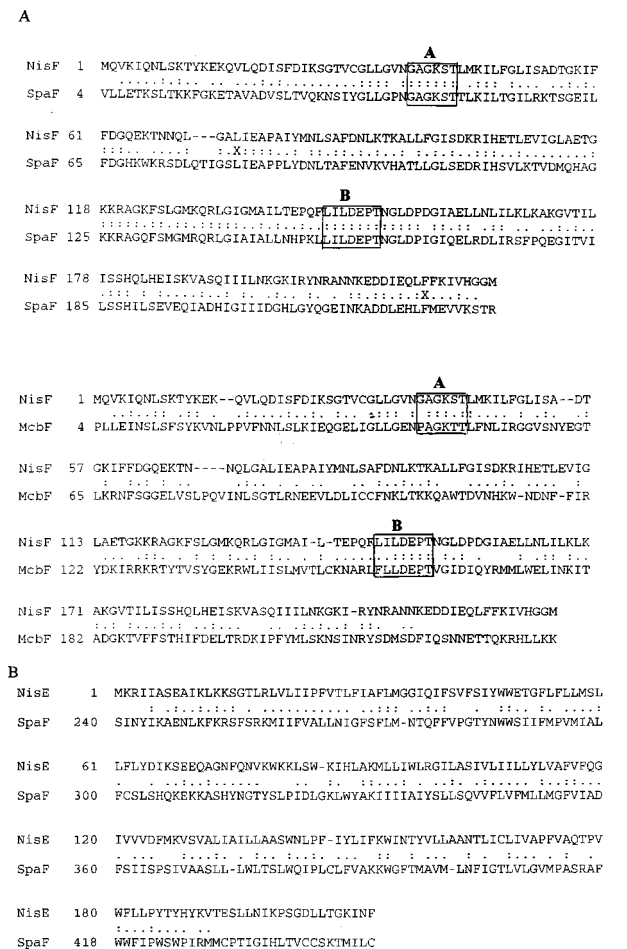 A
A
NisF 1 MQVKIQNLSKTYKEKQVLQDISFDIKSGTVCGLLGVNGAGKSTLMKILFGLISADTGKIF
SpaF 4 VLLETKSLTKKFGKETAVADVSLTVQKNSIYGLLGPNGAGKSTTLKILTGILRKTSGEIL
NisF 61 FDGQEKTNNQL---GALIEAPAIYMNLSAFDNLKTKALLFGISDKRIHETLEVIGLAETG
X
SpaF 65 FDGHKWKRSDLQTIGSLIEAPPLYDNLTAFENVKVHATLLGLSEDRIHSVLKTVDMQHAG
B
NisF 118 KKRAGKFSLGMKQRLGIGMAILTEPQFLILDEPTNGLDPDGIAELLNLILKLKAKGVTIL
SpaF 125 KKRAGQFSMGMRQRLGIAIALLNHPKLLILDEPTNGLDPIGIQELRDLIRSFPQEGITVI
NisF 178 ISSHQLHEISKVASQIIILNKGKIRYNRANNKEDDIEQLFFKIVHGGM
X
SpaF 185 LSSHILSEVEQIADHIGIIIDGHLGYQGEINKADDLEHLFMEVVKSTR
A
NisF 1 MQVKIQNLSKTYKEK--QVLQDISFDIKSGTVCGLLGVNGAGKSTLMKILFGLISA--DT
McbF 4 PLLEINSLSFSYKVNLPPVFNNLSLKIEQGELIGLLGENPAGKTTLFNLIRGGVSNYEGT
NisF 57 GKIFFDGQEKTN----NQLGALIEAPAIYMNLSAFDNLKTKALLFGISDKRIHETLEVIG
McbF 65 LKRNFSGGELVSLPQVINLSGTLRNEEVLDLICCFNKLTKKQAWTDVNHKW-NDNF-FIR
B
NisF 113 LAETGKKRAGKFSLGMKQRLGIGMAI-L-TEPQFLILDEPTNGLDPDGIAELLNLILKLK
McbF 122 YDKIRRKRTYTVSYGEKRWLIISLMVTLCKNARLFLLDEPTVGIDIQYRMMLWELINKIT
NisF 171 AKGVTILISSHQLHEISKVASQIIILNKGKI-RYNRANNKEDDIEQLFFKIVHGGM
McbF 182 ADGKTVFFSTHIFDELTRDKIPFYMLSKNSINRYSDMSDFIQSNNETTQKRHLLKK
B
NisE 1 MKRIIASEAIKLKKSGTLRLVLIIPFVTLFIAFLMGGIQIFSVFSIYWWETGFLFLLMSL
SpaF 240 SINYIKAENLKFKRSFSRKMIIFVALLNIGFSFLM-NTQFFVPGTYNWWSIIFMPVMIAL
NisE 61 LFLYDIKSEEQAGNFQNVKWKKLSW-KIHLAKMLLIWLRGILASIVLIILLYLVAFVFQG
SpaF 300 FCSLSHQKEKKASHYNGTYSLPIDLGKLWYAKIIIIAIYSLLSQVVFLVFMLLMGFVIAD
NisE 120 IVVVDFMKVSVALIAILLAASWNLPF-IYLIFKWINTYVLLAANTLICLIVAPFVAQTPV
SpaF 360 FSIISPSIVAASLL-LWLTSLWQIPLCLFVAKKWGFTMAVM-LNFIGTLVLGVMPASRAF
NisE 180 WFLLPYTYHYKVTESLLNIKPSGDLLTGKINF
SpaF 418 WWFIPWSWPIRMMCPTIGIHLTVCCSKTMILC